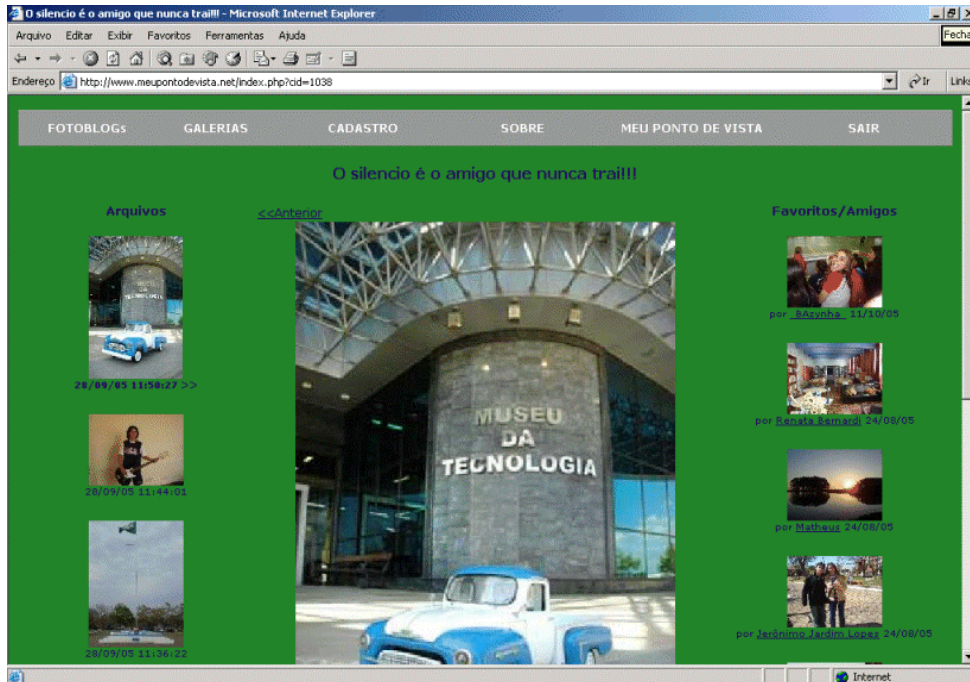 O silencio é o amigo que nunca trai!!! - Microsoft Internet Explorer
Arquivo Editar Exibir Favoritos Ferramentas Ajuda
Fecha
Endereço http://www.meupontodevista.net/index.php?cid=1038 Ir Links
FOTOBLOGs GALERIAS CADASTRO SOBRE MEU PONTO DE VISTA SAIR
O silencio é o amigo que nunca trai!!!
Arquivos
28/09/05 11:50:27 >>
28/09/05 11:44:01
28/09/05 11:36:22
<<Anterior
MUSEU
DA
TECNOLOGIA
Favoritos/Amigos
por _BAzynha_ 11/10/05
por Renata Bernardi 24/08/05
por Matheus 24/08/05
por Jerônimo Jardim Lopes 24/08/05
Internet